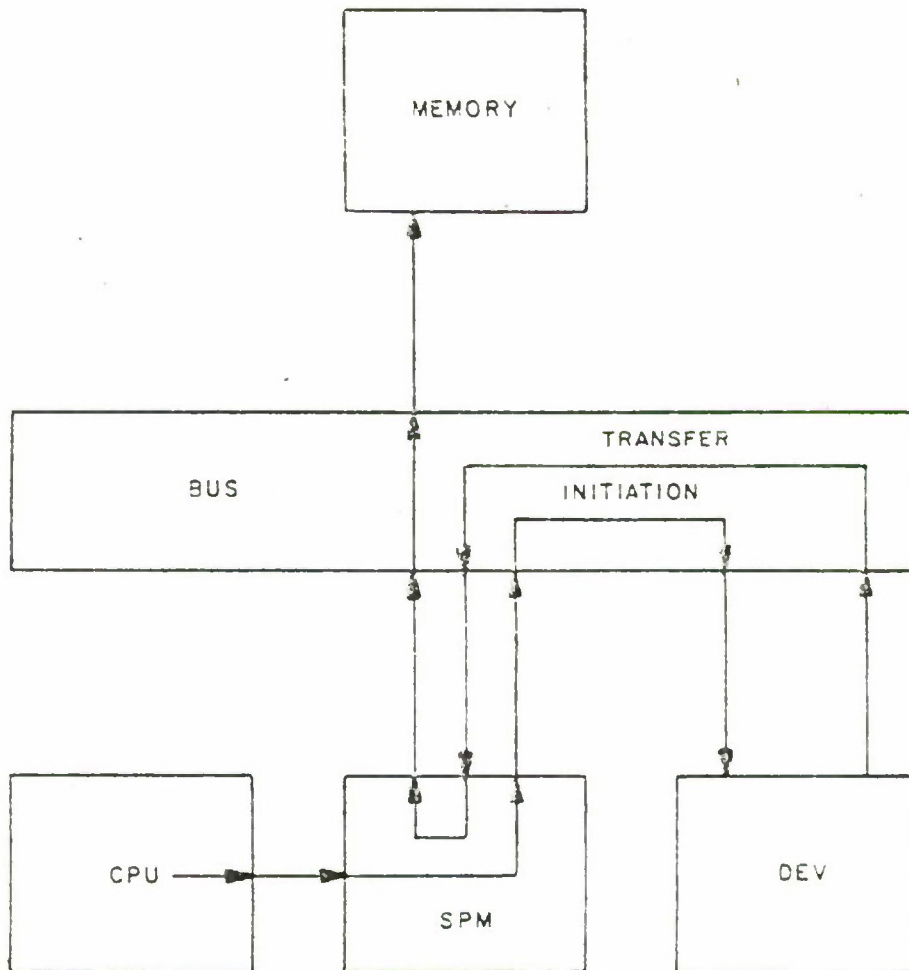 MEMORY
TRANSFER
BUS
INITIATION
CPU
DEV
SPM